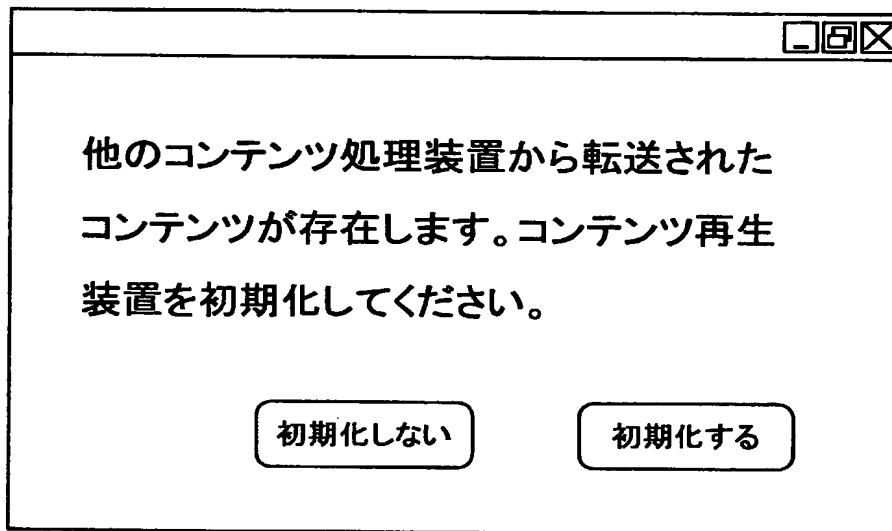 他のコンテンツ処理装置から転送された
コンテンツが存在します。コンテンツ再生
装置を初期化してください。
初期化しない
初期化する